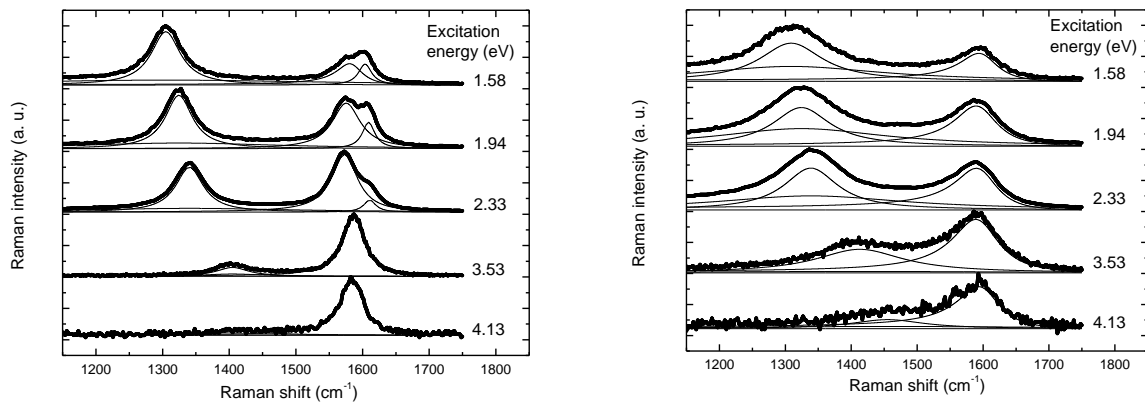 Excitation
energy (eV)
1.58
1.94
2.33
3.53
4.13
Raman intensity (a. u.)
1200 1300 1400 1500 1600 1700 1800
Raman shift (cm-1)
Excitation
energy (eV)
1.58
1.94
2.33
3.53
4.13
Raman intensity (a. u.)
1200 1300 1400 1500 1600 1700 1800
Raman shift (cm-1)